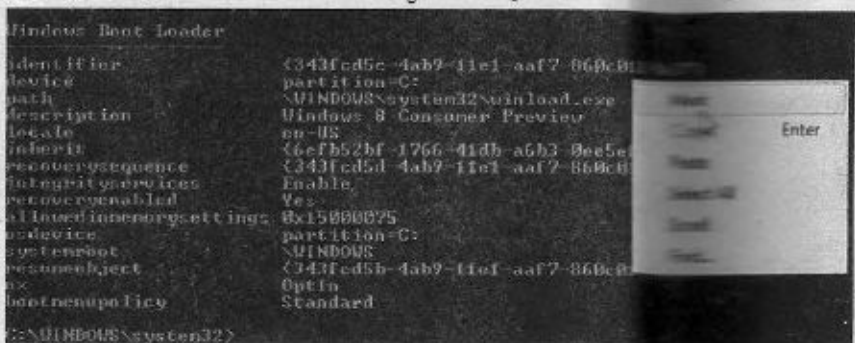 Windows Boot Loader
identifier {343fcd5c-4ab9-11e1-aaf7-860c0
device partition=C:
path \WINDOWS\system32\winload.exe
description Windows 8 Consumer Preview
locale en-US
inherit {6efb52bf-1766-41db-a6b3-0ee5e
recoverysequence {343fcd5d-4ab9-11e1-aaf7-860c0
integrityservices Enable
recoveryenabled Yes
allowedinmemorysettings 0x15000075
osdevice partition=C:
systemroot \WINDOWS
resumeobject {343fcd5b-4ab9-11e1-aaf7-860c0
nx OptIn
bootmenupolicy Standard
C:\WINDOWS\system32>
Enter
Select All